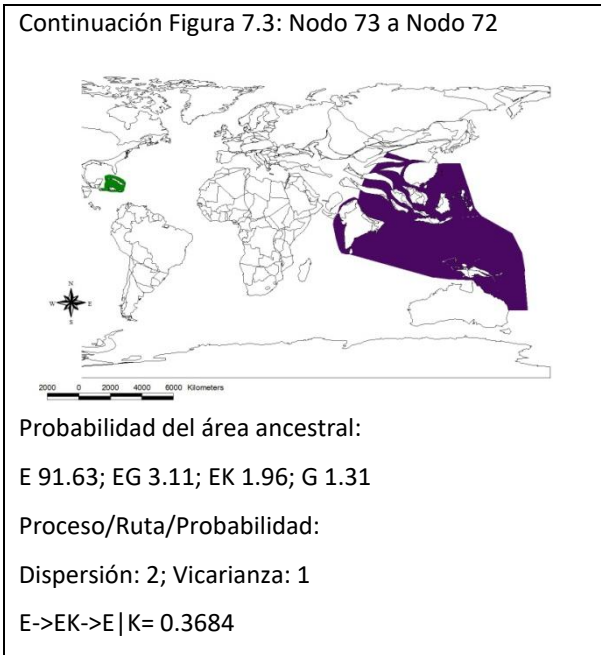 Continuación Figura 7.3: Nodo 73 a Nodo 72
N
W E
S
2000 0 2000 4000 6000 Kilometers
Probabilidad del área ancestral:
E 91.63; EG 3.11; EK 1.96; G 1.31
Proceso/Ruta/Probabilidad:
Dispersión: 2; Vicarianza: 1
E->EK->E|K= 0.3684